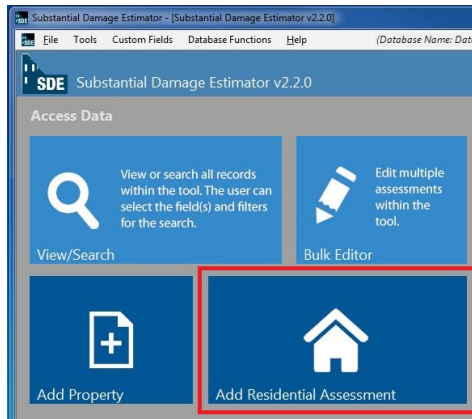 Substantial Damage Estimator - [Substantial Damage Estimator v2.2.0]
File Tools Custom Fields Database Functions Help (Database Name:
SDE Substantial Damage Estimator v2.2.0
Access Data
View or search all records
within the tool. The user can
select the field(s) and filters
for the search.
View/Search
Edit multiple
assessments
within the
tool.
Bulk Editor
Add Property
Add Residential Assessment